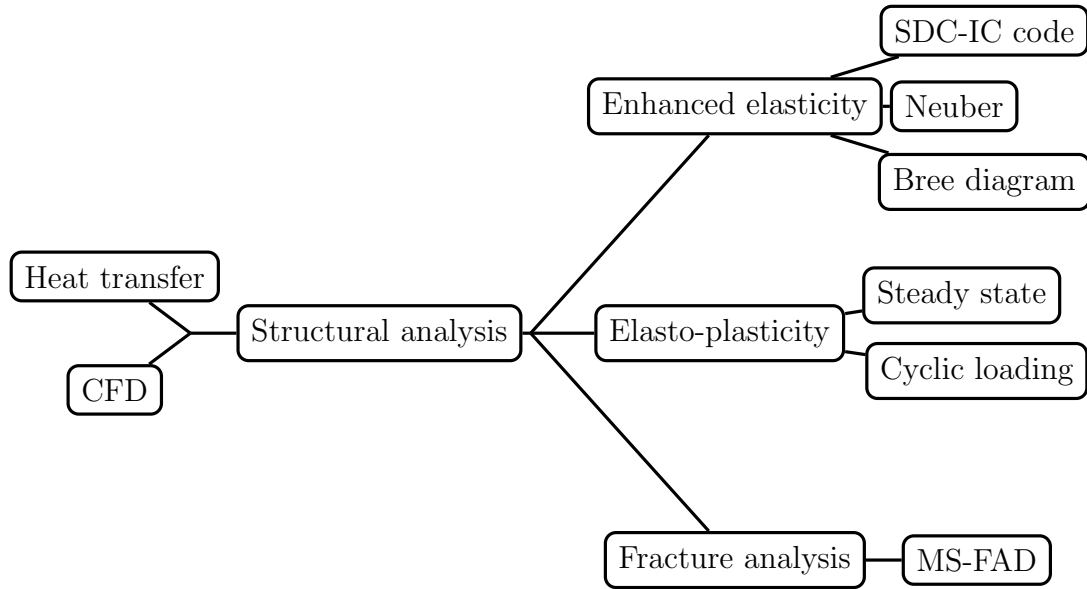 SDC-IC code
Enhanced elasticity
Neuber
Bree diagram
Heat transfer
CFD
Structural analysis
Elasto-plasticity
Steady state
Cyclic loading
Fracture analysis
MS-FAD